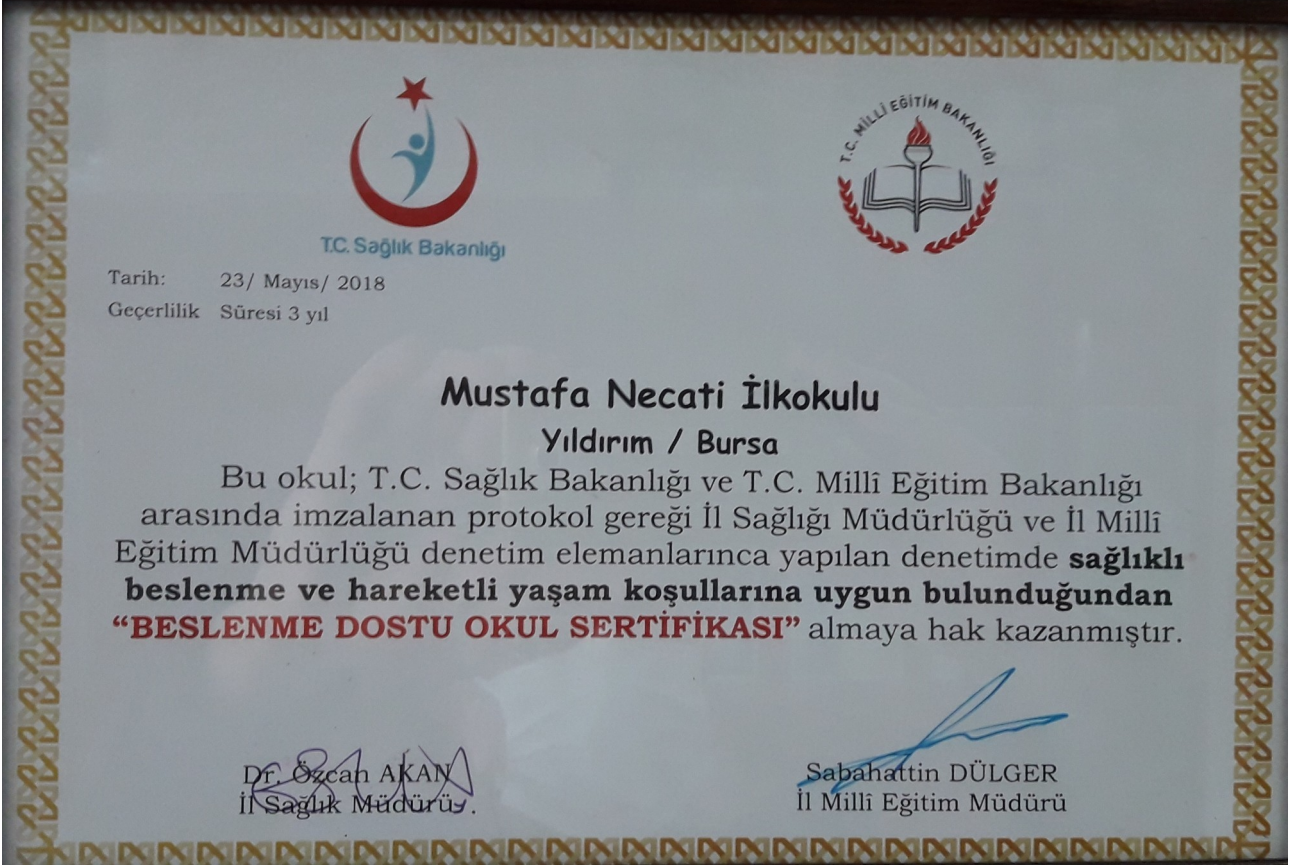 T.C. Sağlık Bakanlığı
T.C. MİLLİ EĞİTİM BAKANLIĞI
Tarih: 23/ Mayıs/ 2018
Geçerlilik Süresi 3 yıl
Mustafa Necati İlkokulu
Yıldırım / Bursa
Bu okul; T.C. Sağlık Bakanlığı ve T.C. Millî Eğitim Bakanlığı
arasında imzalanan protokol gereği İl Sağlığı Müdürlüğü ve İl Millî
Eğitim Müdürlüğü denetim elemanlarınca yapılan denetimde sağlıklı
beslenme ve hareketli yaşam koşullarına uygun bulunduğundan
“BESLENME DOSTU OKUL SERTİFİKASI” almaya hak kazanmıştır.
Dr. Özcan AKAN
İl Sağlık Müdürü .
Sabahattin DÜLGER
İl Millî Eğitim Müdürü